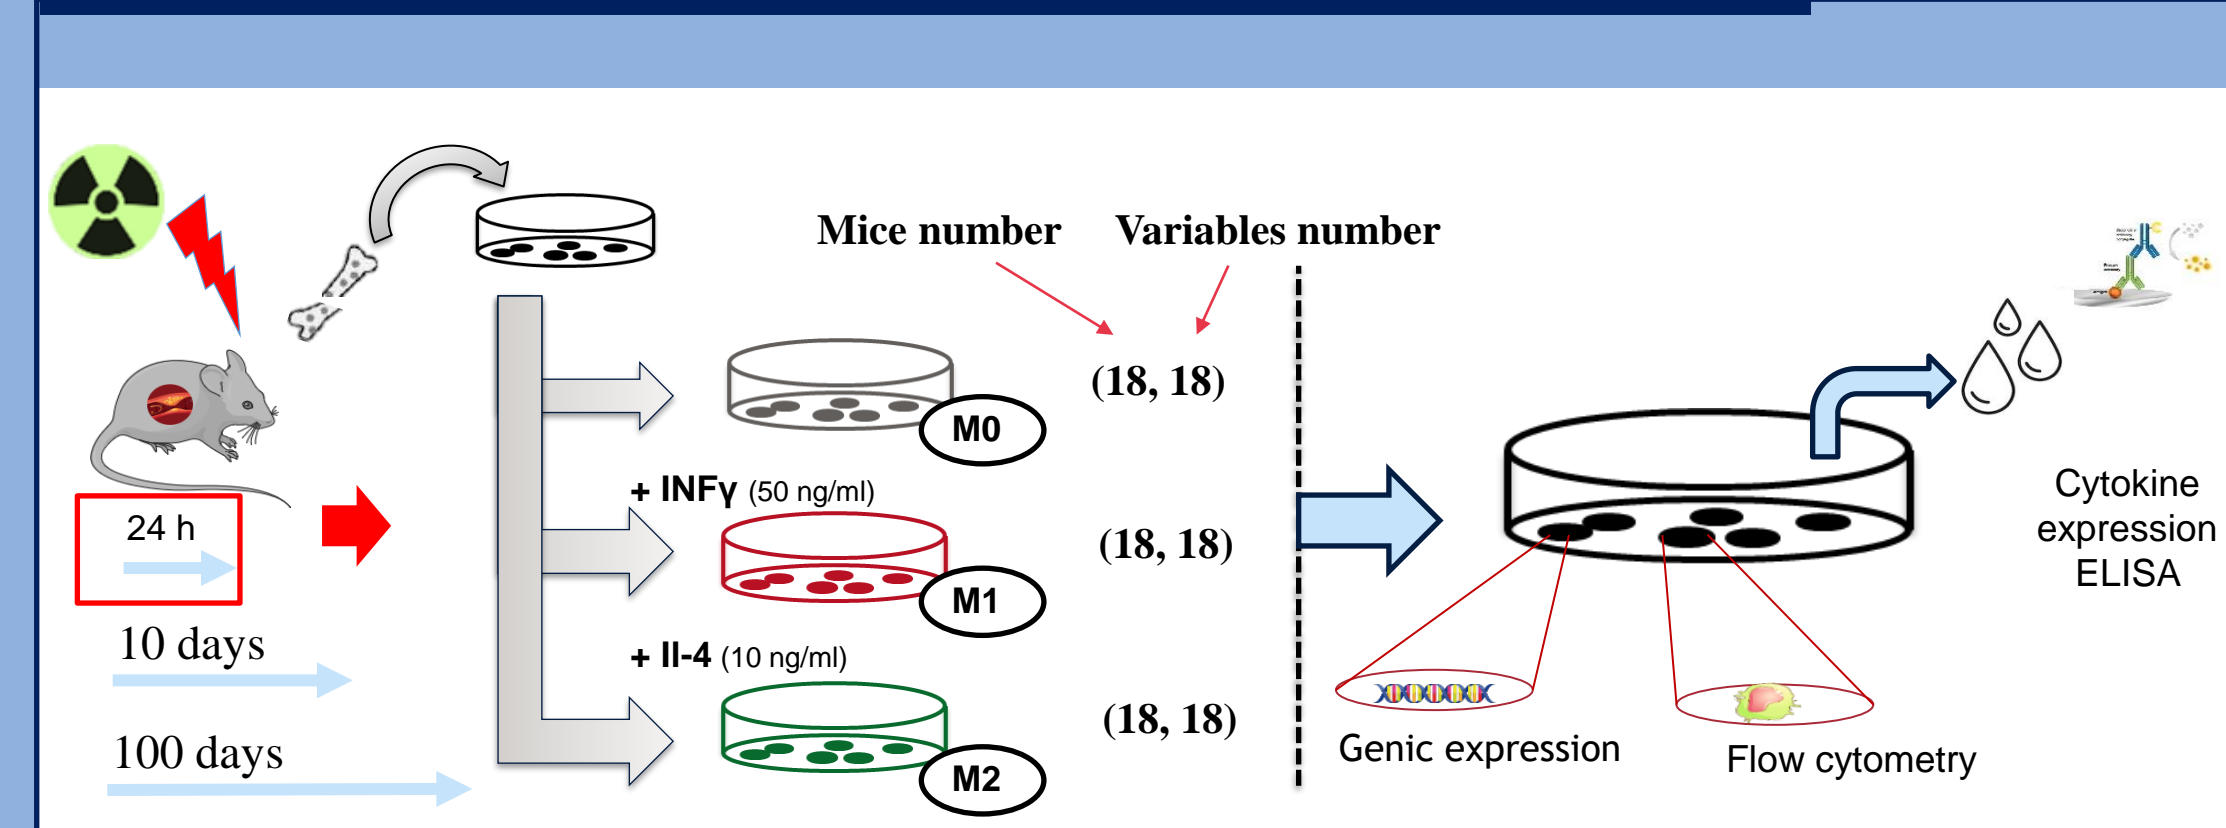 Mice number
Variables number
(18, 18)
M0
+ INFγ (50 ng/ml)
24 h
(18, 18)
M1
10 days
+ Il-4 (10 ng/ml)
(18, 18)
100 days
M2
Cytokine
expression
ELISA
Genic expression
Flow cytometry